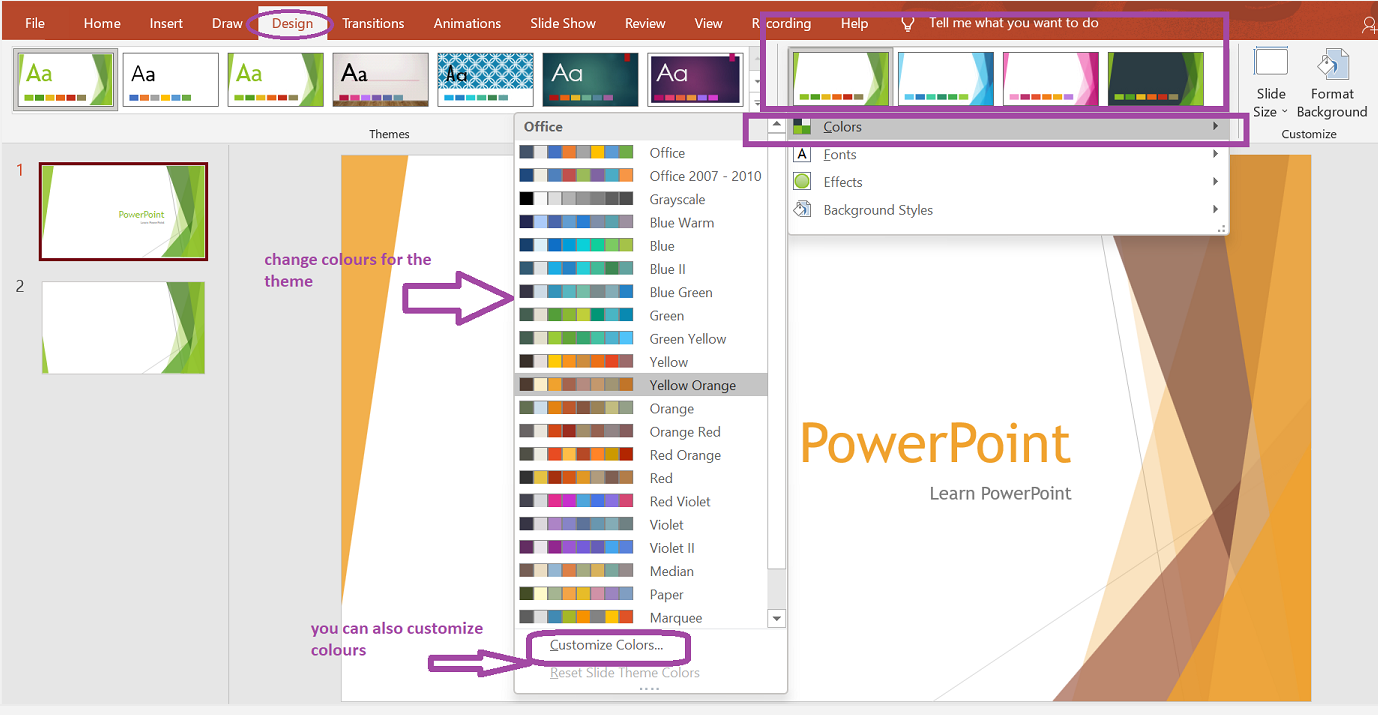 File Home Insert Draw Design Transitions Animations Slide Show Review View Recording Help Tell me what you want to do
Aa Aa Aa Aa Aa Aa Aa
Slide Size
Format Background
Themes
Customize
Office
Office
Office 2007 - 2010
Grayscale
Blue Warm
Blue
Blue II
Blue Green
Green
Green Yellow
Yellow
Yellow Orange
Orange
Orange Red
Red Orange
Red
Red Violet
Violet
Violet II
Median
Paper
Marquee
Customize Colors...
Reset Slide Theme Colors
Colors
A Fonts
Effects
Background Styles
1
PowerPoint
Learn PowerPoint
2
change colours for the
theme
you can also customize
colours
PowerPoint
Learn PowerPoint